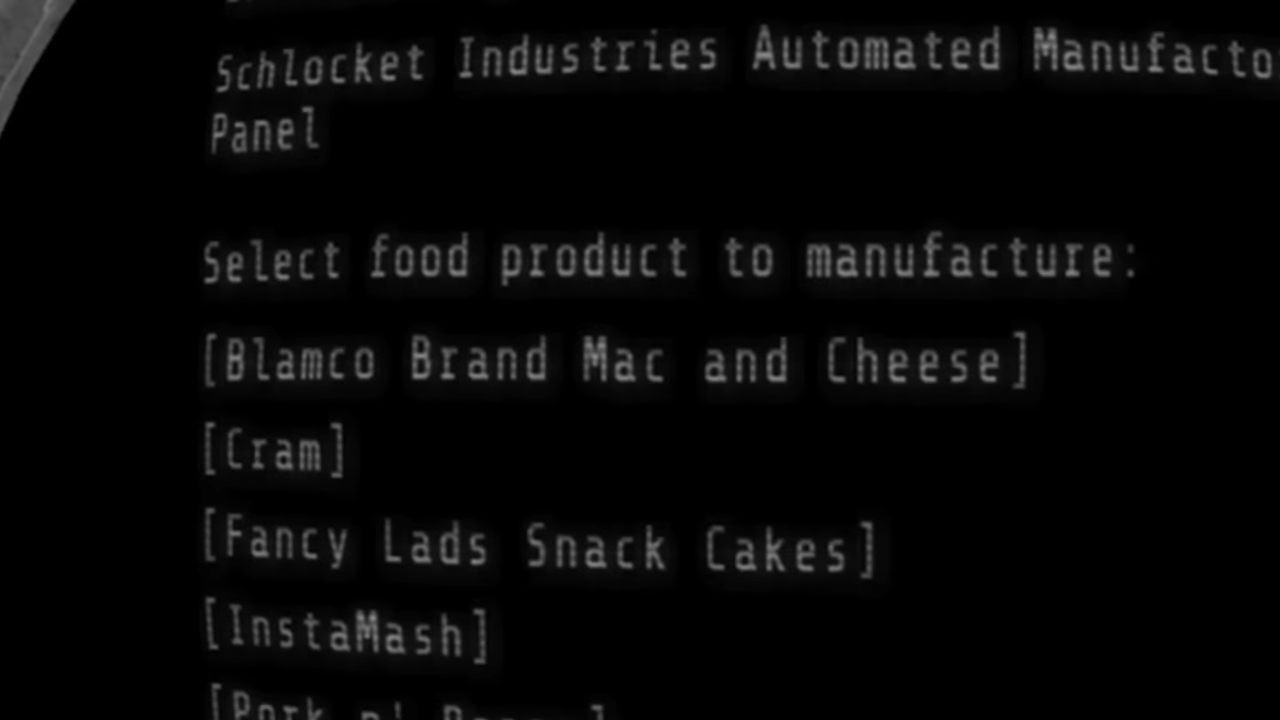 Schlocket Industries Automated Manufacto
Panel
Select food product to manufacture:
[Blamco Brand Mac and Cheese]
[Cram]
[Fancy Lads Snack Cakes]
[InstaMash]
[Pork n'